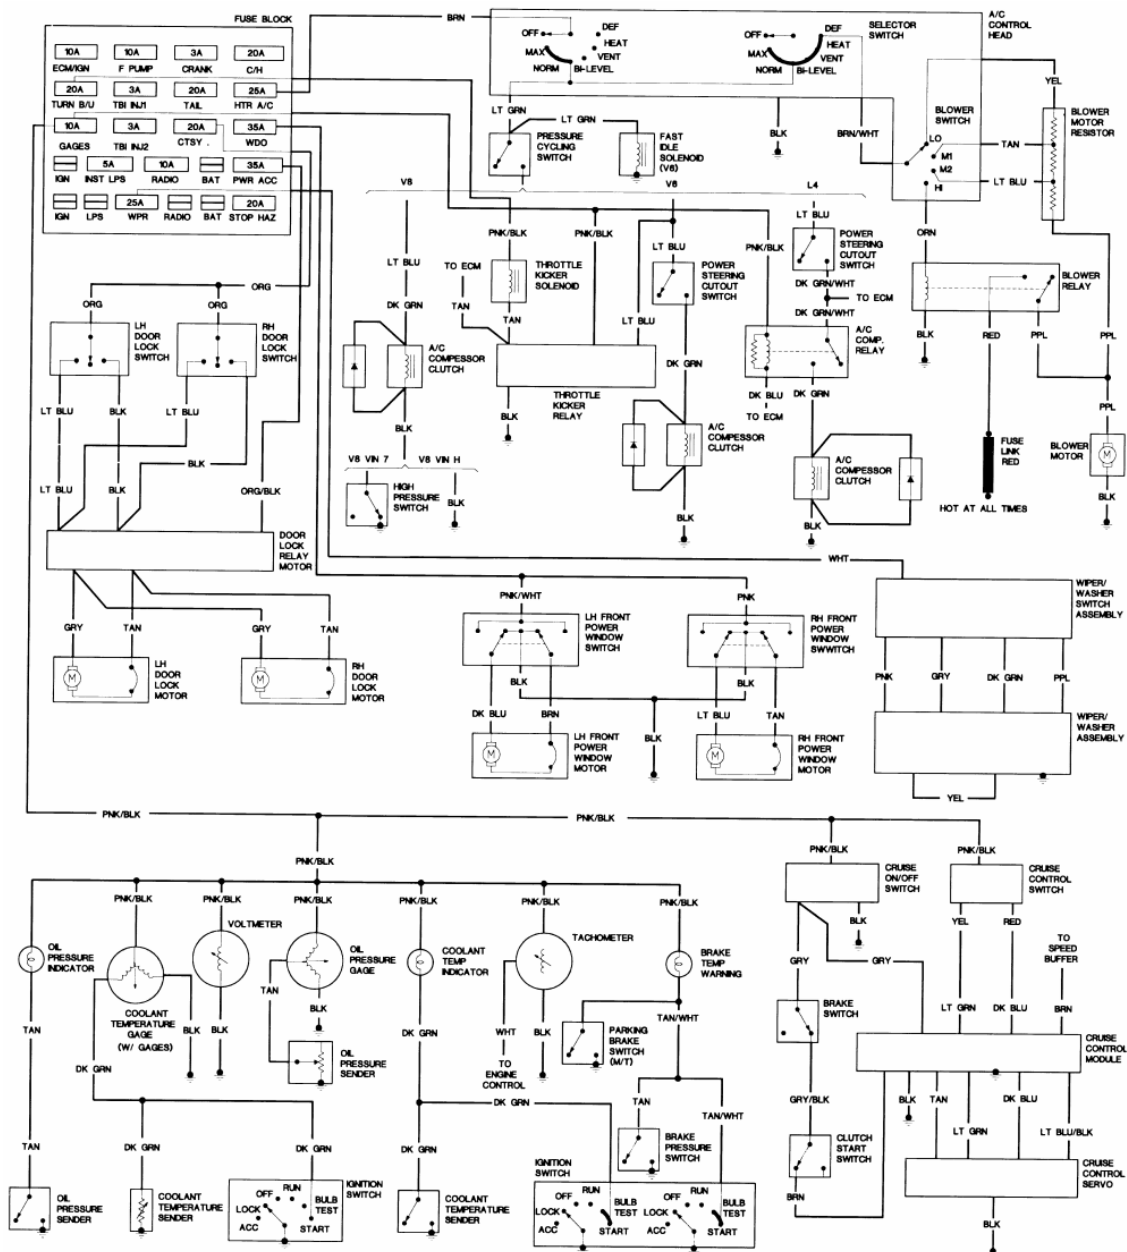 FUSE BLOCK
10A
10A
3A
20A
ECM/IGN
F PUMP
CRANK
C/H
20A
3A
20A
25A
TURN B/U
TBI INJ1
TAIL
HTR A/C
10A
3A
20A
35A
GAGES
TBI INJ2
CTSY .
WDO
5A
10A
35A
IGN
INST LPS
RADIO
BAT
PWR ACC
25A
20A
IGN
LPS
WPR
RADIO
BAT
STOP HAZ
BRN
OFF
DEF
HEAT
VENT
BI-LEVEL
NORM
MAX
OFF
DEF
HEAT
VENT
BI-LEVEL
NORM
MAX
SELECTOR
SWITCH
A/C
CONTROL
HEAD
YEL
LT GRN
LT GRN
PRESSURE
CYCLING
SWITCH
FAST
IDLE
SOLENOID
(V6)
BLK
BRN/WHT
BLOWER
SWITCH
LO
M1
M2
HI
TAN
LT BLU
BLOWER
MOTOR
RESISTOR
V8
V6
L4
LT BLU
ORN
PNK/BLK
PNK/BLK
LT BLU
PNK/BLK
POWER
STEERING
CUTOUT
SWITCH
LT BLU
TO ECM
THROTTLE
KICKER
SOLENOID
POWER
STEERING
CUTOUT
SWITCH
DK GRN/WHT
TO ECM
DK GRN/WHT
BLOWER
RELAY
DK GRN
TAN
TAN
LT BLU
A/C
COMP.
RELAY
BLK
RED
PPL
PPL
A/C
COMPESSOR
CLUTCH
DK GRN
DK BLU
TO ECM
DK GRN
THROTTLE
KICKER
RELAY
BLK
BLK
A/C
COMPESSOR
CLUTCH
PPL
FUSE
LINK
RED
BLOWER
MOTOR
M
A/C
COMPESSOR
CLUTCH
V8 VIN 7
V8 VIN H
HIGH
PRESSURE
SWITCH
BLK
BLK
BLK
BLK
HOT AT ALL TIMES
ORG
ORG
ORG
LH
DOOR
LOCK
SWITCH
RH
DOOR
LOCK
SWITCH
LT BLU
BLK
LT BLU
BLK
LT BLU
BLK
ORG/BLK
DOOR
LOCK
RELAY
MOTOR
GRY
TAN
GRY
TAN
M
LH
DOOR
LOCK
MOTOR
M
RH
DOOR
LOCK
MOTOR
WHT
PNK/WHT
PNK
LH FRONT
POWER
WINDOW
SWITCH
RH FRONT
POWER
WINDOW
SWWITCH
BLK
BLK
DK BLU
BRN
BLK
LT BLU
TAN
M
LH FRONT
POWER
WINDOW
MOTOR
M
RH FRONT
POWER
WINDOW
MOTOR
WIPER/
WASHER
SWITCH
ASSEMBLY
PNK
GRY
DK GRN
PPL
WIPER/
WASHER
ASSEMBLY
YEL
PNK/BLK
PNK/BLK
PNK/BLK
PNK/BLK
PNK/BLK
PNK/BLK
PNK/BLK
PNK/BLK
PNK/BLK
PNK/BLK
PNK/BLK
OIL
PRESSURE
INDICATOR
VOLTMETER
OIL
PRESSURE
GAGE
COOLANT
TEMP
INDICATOR
TACHOMETER
BRAKE
TEMP
WARNING
CRUISE
ON/OFF
SWITCH
CRUISE
CONTROL
SWITCH
BLK
YEL
RED
TO
SPEED
BUFFER
GRY
GRY
COOLANT
TEMPERATURE
GAGE
(W/ GAGES)
TAN
BLK
BLK
TAN
BLK
DK GRN
WHT
BLK
TAN/WHT
BRAKE
SWITCH
LT GRN
DK BLU
BRN
DK GRN
OIL
PRESSURE
SENDER
TO
ENGINE
CONTROL
PARKING
BRAKE
SWITCH
(M/T)
CRUISE
CONTROL
MODULE
DK GRN
TAN
TAN/WHT
GRY/BLK
BLK
TAN
DK BLU
LT GRN
LT BLU/BLK
TAN
DK GRN
DK GRN
DK GRN
BRAKE
PRESSURE
SWITCH
CLUTCH
START
SWITCH
OIL
PRESSURE
SENDER
COOLANT
TEMPERATURE
SENDER
IGNITION
SWITCH
ACC
LOCK
OFF
RUN
BULB
TEST
START
COOLANT
TEMPERATURE
SENDER
IGNITION
SWITCH
ACC
LOCK
OFF
RUN
BULB
TEST
START
ACC
LOCK
OFF
RUN
BULB
TEST
START
BRN
CRUISE
CONTROL
SERVO
BLK